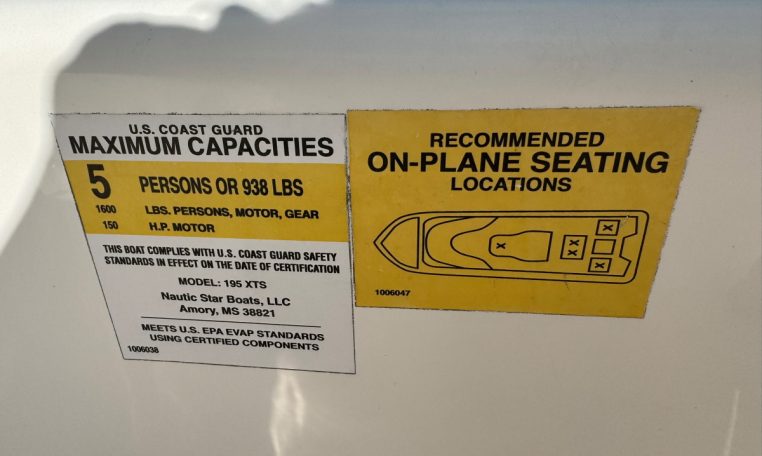 U.S. COAST GUARD
MAXIMUM CAPACITIES
5 PERSONS OR 938 LBS
1600 LBS. PERSONS, MOTOR, GEAR
150 H.P. MOTOR
THIS BOAT COMPLIES WITH U.S. COAST GUARD SAFETY
STANDARDS IN EFFECT ON THE DATE OF CERTIFICATION
MODEL: 195 XTS
Nautic Star Boats, LLC
Amory, MS 38821
MEETS U.S. EPA EVAP STANDARDS
USING CERTIFIED COMPONENTS
1006038
RECOMMENDED
ON-PLANE SEATING
LOCATIONS
X
X
X
X
X
1006047